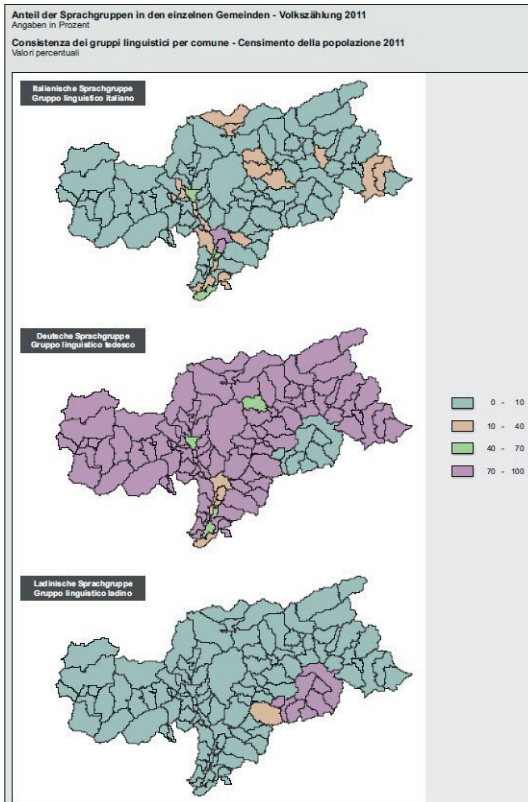 Anteil der Sprachgruppen in den einzelnen Gemeinden - Volkszählung 2011
Angaben in Prozent
Consistenza dei gruppi linguistici per comune - Censimento della popolazione 2011
Valori percentuali
Italienische Sprachgruppe
Gruppo linguistico italiano
Deutsche Sprachgruppe
Gruppo linguistico tedesco
0 - 10
10 - 40
40 - 70
70 - 100
Ladinische Sprachgruppe
Gruppo linguistico ladino